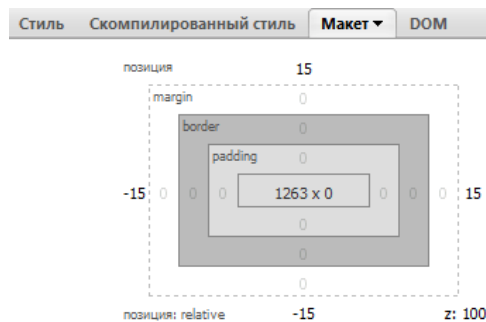 Стиль Скомпилированный стиль Макет DOM
позиция 15
margin 0
border 0
padding 0
-15 0 0 0 1263 x 0 0 0 0 15
0
0
0
позиция: relative -15 z: 100